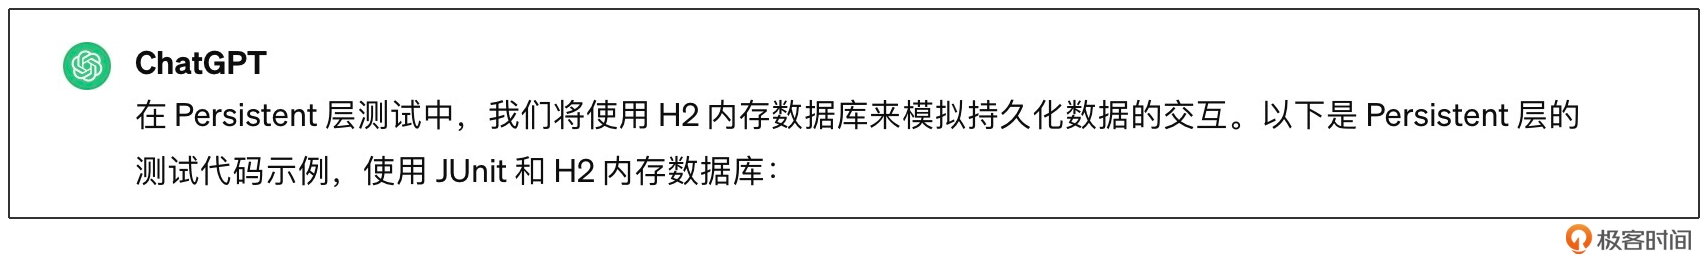 ChatGPT
在 Persistent 层测试中，我们将使用 H2 内存数据库来模拟持久化数据的交互。以下是 Persistent 层的
测试代码示例，使用 JUnit 和 H2 内存数据库：
极客时间